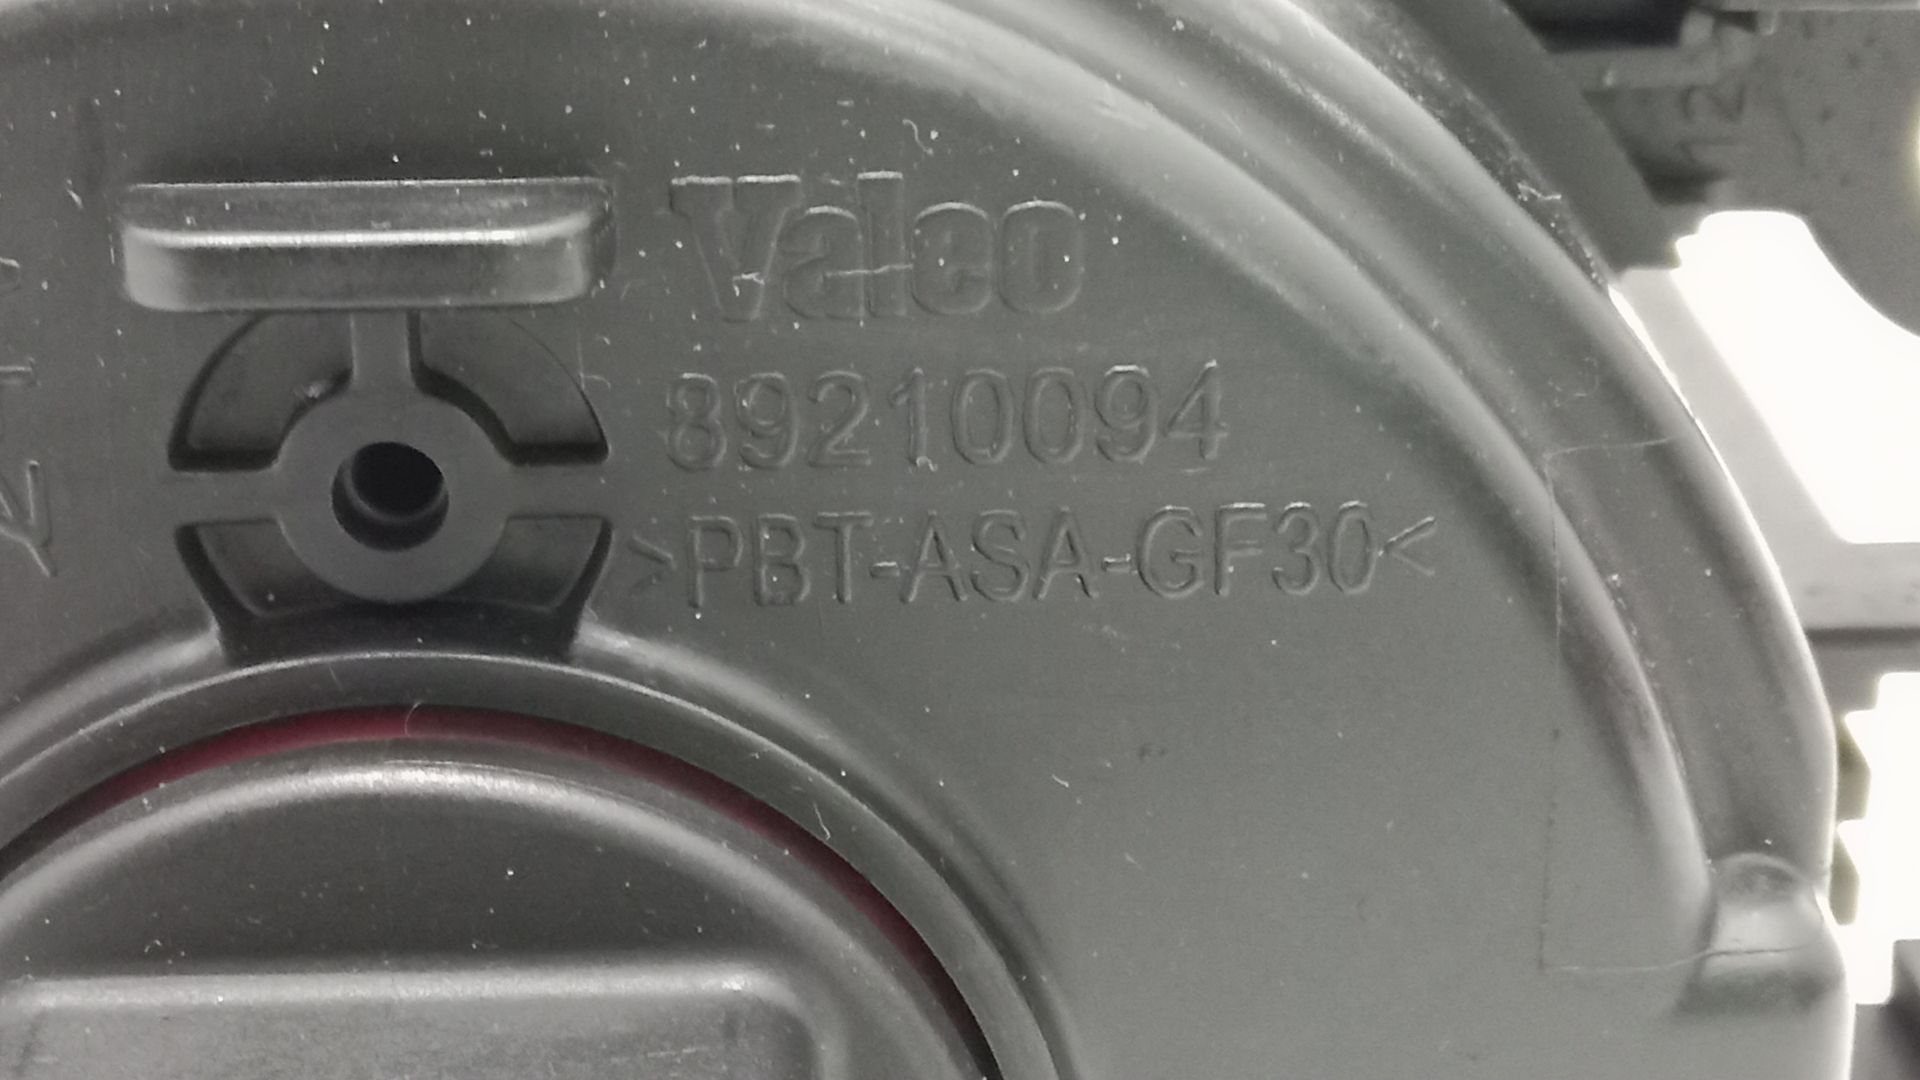 Valeo
89210094
>PBT-ASA-GF30<